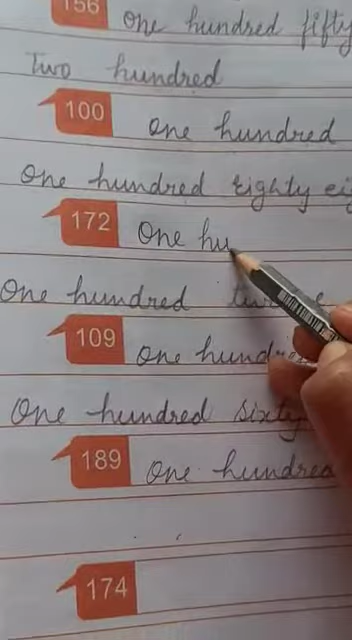 156 One hundred fifty
Two hundred
100 One hundred
One hundred eighty
172 One hu
One hundred
109 One hundred
One hundred sixty
189 One hundred
174